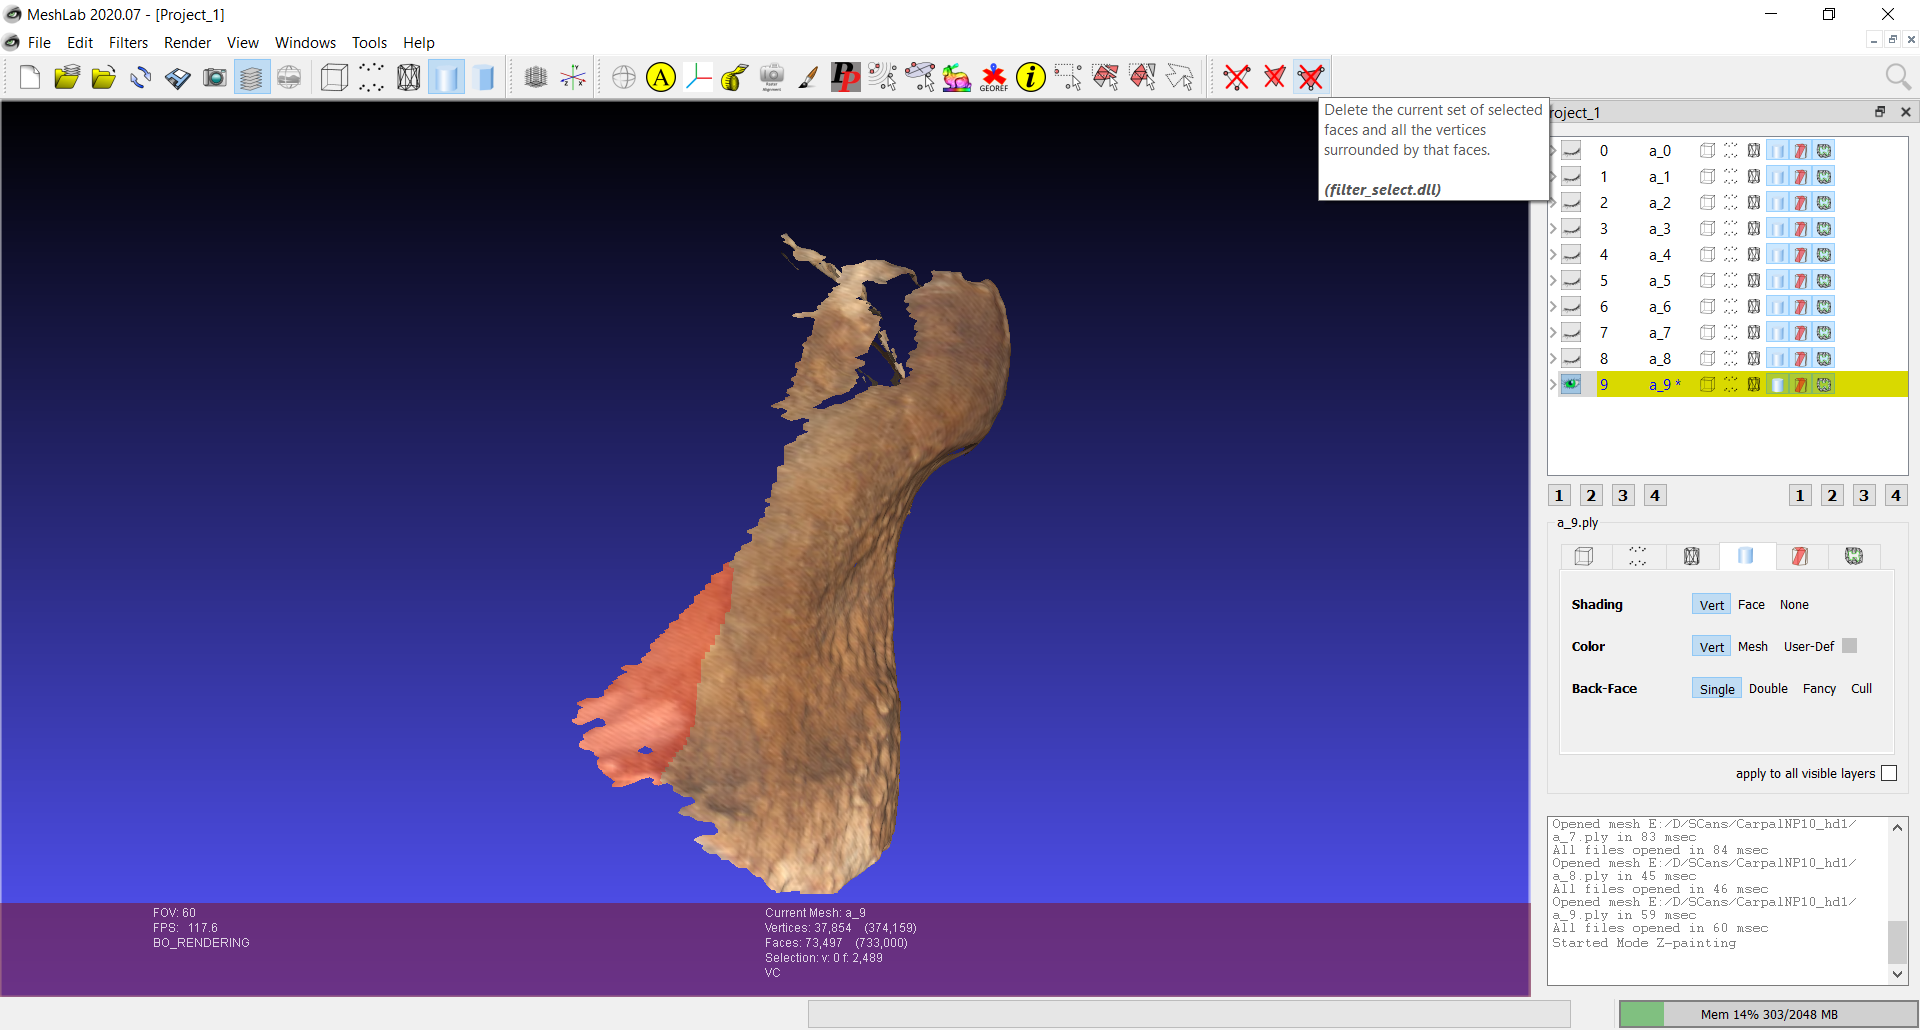 MeshLab 2020.07 - [Project_1]
File Edit Filters Render View Windows Tools Help
A
PP
GEOREF
i
Delete the current set of selected
faces and all the vertices
surrounded by that faces.
(filter_select.dll)
roject_1
0 a_0
1 a_1
2 a_2
3 a_3
4 a_4
5 a_5
6 a_6
7 a_7
8 a_8
9 a_9 *
1 2 3 4 1 2 3 4
a_9.ply
Shading Vert Face None
Color Vert Mesh User-Def
Back-Face Single Double Fancy Cull
apply to all visible layers
Opened mesh E:/D/SCans/CarpalNP10_hd1/
a_7.ply in 83 msec
All files opened in 84 msec
Opened mesh E:/D/SCans/CarpalNP10_hd1/
a_8.ply in 45 msec
All files opened in 46 msec
Opened mesh E:/D/SCans/CarpalNP10_hd1/
a_9.ply in 59 msec
All files opened in 60 msec
Started Mode Z-painting
FOV: 60
FPS: 117.6
BO_RENDERING
Current Mesh: a_9
Vertices: 37,854 (374,159)
Faces: 73,497 (733,000)
Selection: v: 0 f: 2,489
VC
Mem 14% 303/2048 MB